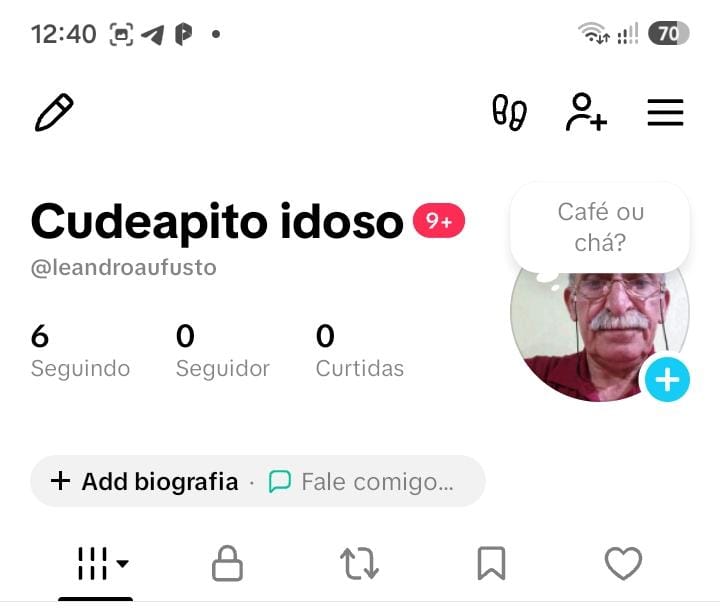 12:40
70
Cudeapito idoso 9+
@leandroaufusto
Café ou
chá?
6
Seguindo
0
Seguidor
0
Curtidas
+ Add biografia · Fale comigo...